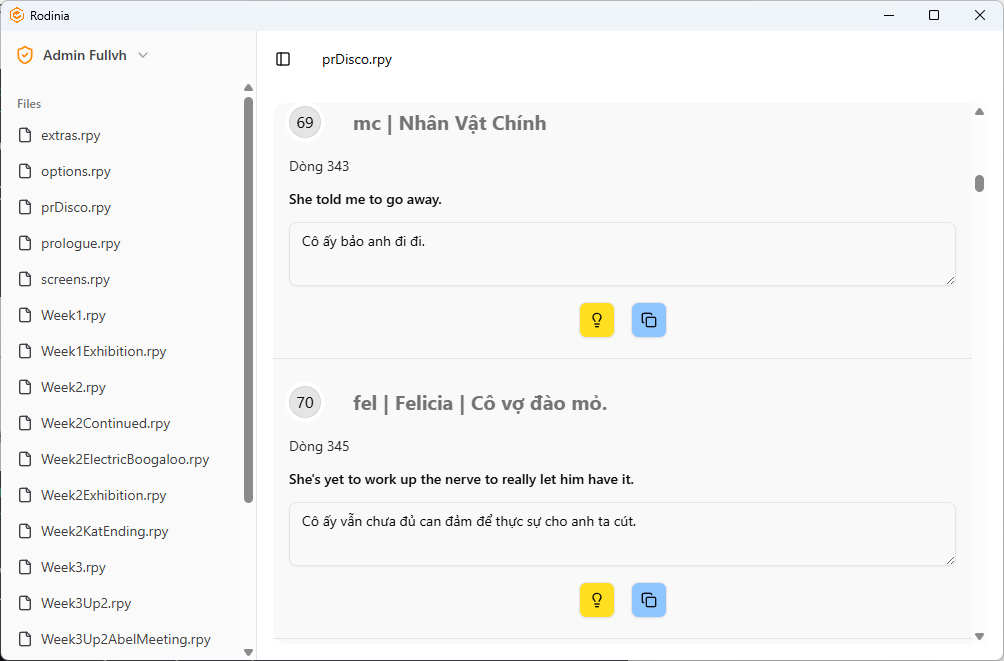 Rodinia
Admin Fullvh
Files
extras.rpy
options.rpy
prDisco.rpy
prologue.rpy
screens.rpy
Week1.rpy
Week1Exhibition.rpy
Week2.rpy
Week2Continued.rpy
Week2ElectricBoogaloo.rpy
Week2Exhibition.rpy
Week2KatEnding.rpy
Week3.rpy
Week3Up2.rpy
Week3Up2AbelMeeting.rpy
prDisco.rpy
69
mc | Nhân Vật Chính
Dòng 343
She told me to go away.
Cô ấy bảo anh đi đi.
70
fel | Felicia | Cô vợ đào mỏ.
Dòng 345
She's yet to work up the nerve to really let him have it.
Cô ấy vẫn chưa đủ can đảm để thực sự cho anh ta cút.